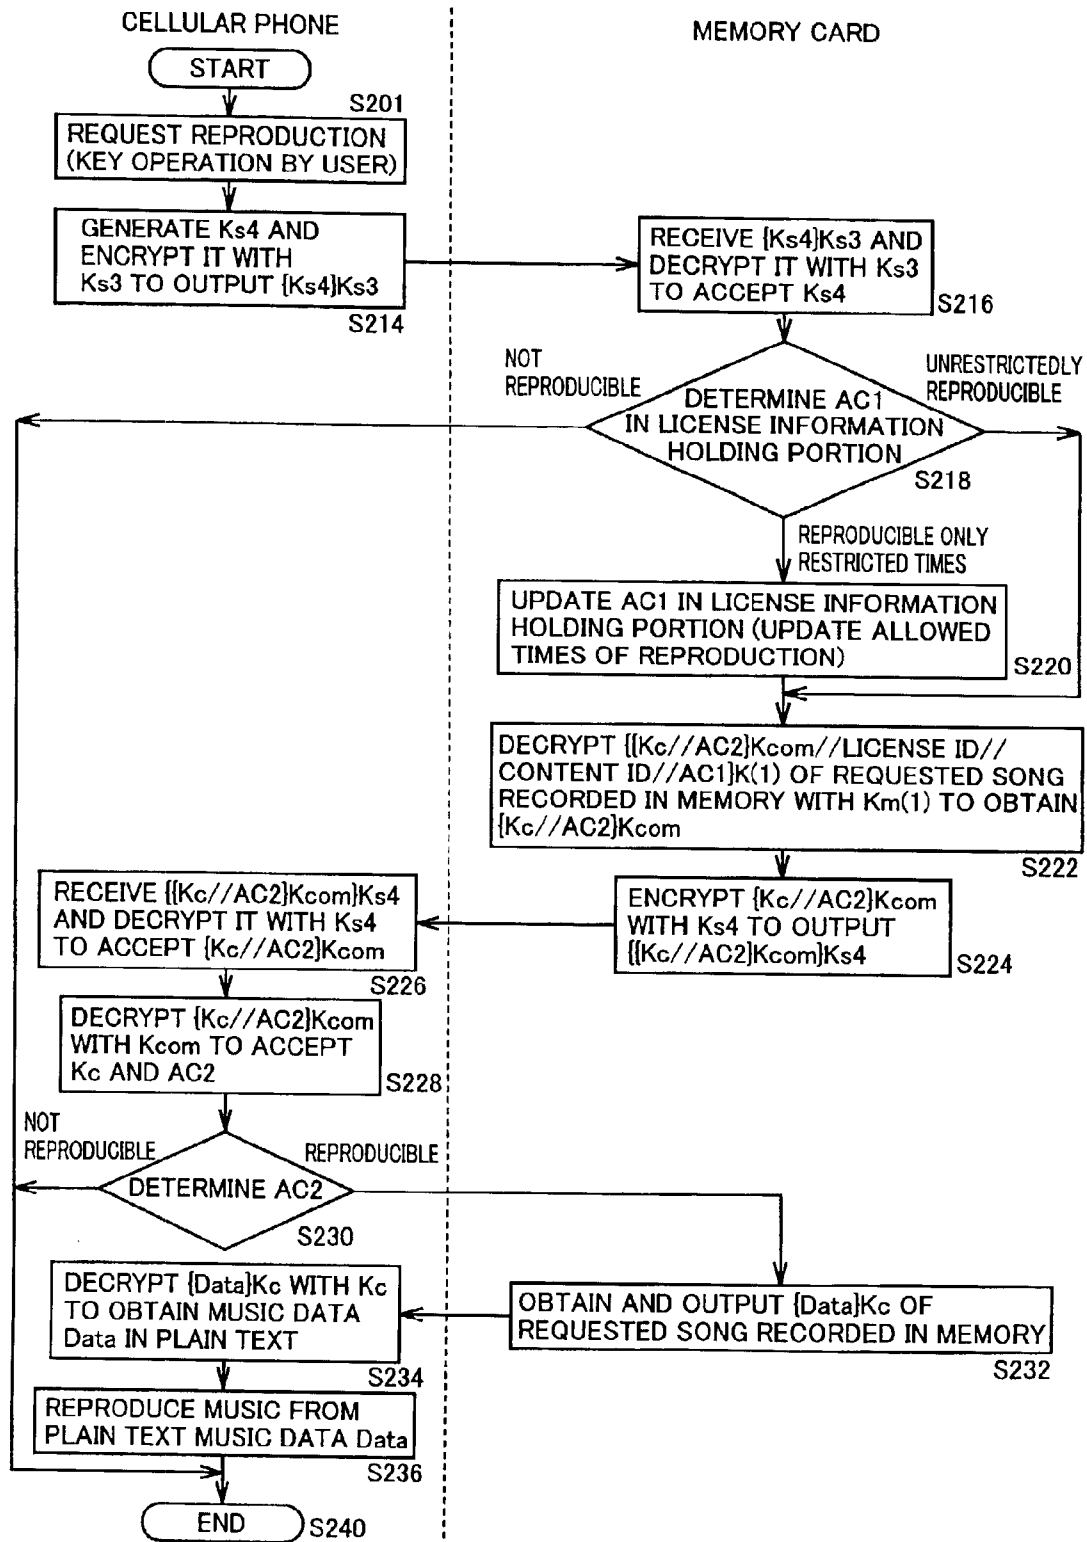 CELLULAR PHONE
MEMORY CARD
START
S201
REQUEST REPRODUCTION
(KEY OPERATION BY USER)
GENERATE Ks4 AND
ENCRYPT IT WITH
Ks3 TO OUTPUT {Ks4}Ks3
S214
RECEIVE {Ks4}Ks3 AND
DECRYPT IT WITH Ks3
TO ACCEPT Ks4
S216
NOT
REPRODUCIBLE
UNRESTRICTEDLY
REPRODUCIBLE
DETERMINE AC1
IN LICENSE INFORMATION
HOLDING PORTION
S218
REPRODUCIBLE ONLY
RESTRICTED TIMES
UPDATE AC1 IN LICENSE INFORMATION
HOLDING PORTION (UPDATE ALLOWED
TIMES OF REPRODUCTION)
S220
DECRYPT {{Kc//AC2}Kcom//LICENSE ID//
CONTENT ID//AC1}K(1) OF REQUESTED SONG
RECORDED IN MEMORY WITH Km(1) TO OBTAIN
{Kc//AC2}Kcom
S222
ENCRYPT {Kc//AC2}Kcom
WITH Ks4 TO OUTPUT
{{Kc//AC2}Kcom}Ks4
S224
RECEIVE {{Kc//AC2}Kcom}Ks4
AND DECRYPT IT WITH Ks4
TO ACCEPT {Kc//AC2}Kcom
S226
DECRYPT {Kc//AC2}Kcom
WITH Kcom TO ACCEPT
Kc AND AC2
S228
NOT
REPRODUCIBLE
REPRODUCIBLE
DETERMINE AC2
S230
OBTAIN AND OUTPUT {Data}Kc OF
REQUESTED SONG RECORDED IN MEMORY
S232
DECRYPT {Data}Kc WITH Kc
TO OBTAIN MUSIC DATA
Data IN PLAIN TEXT
S234
REPRODUCE MUSIC FROM
PLAIN TEXT MUSIC DATA Data
S236
END
S240